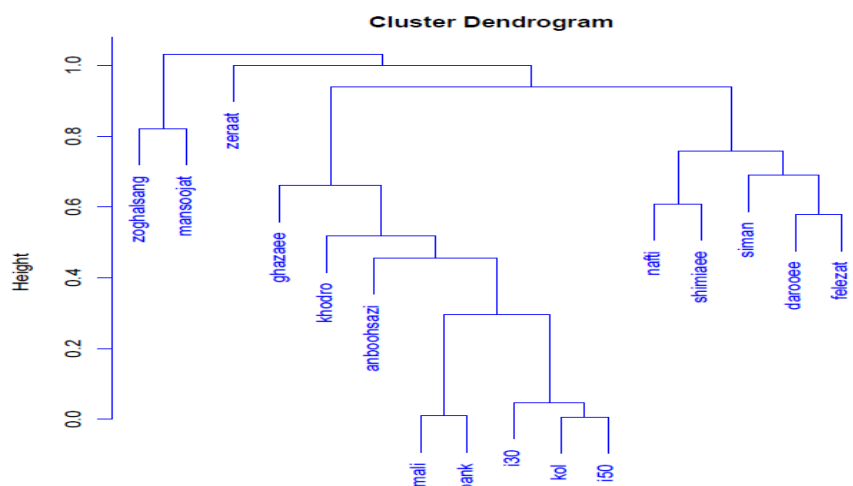 Cluster Dendrogram
Height
1.0
0.8
0.6
0.4
0.2
0.0
zoghalsang
mansoojat
zeraat
ghazaee
khodro
anboohsazi
mali
bank
i30
kol
i50
nafti
shimiaee
siman
darooee
felezat